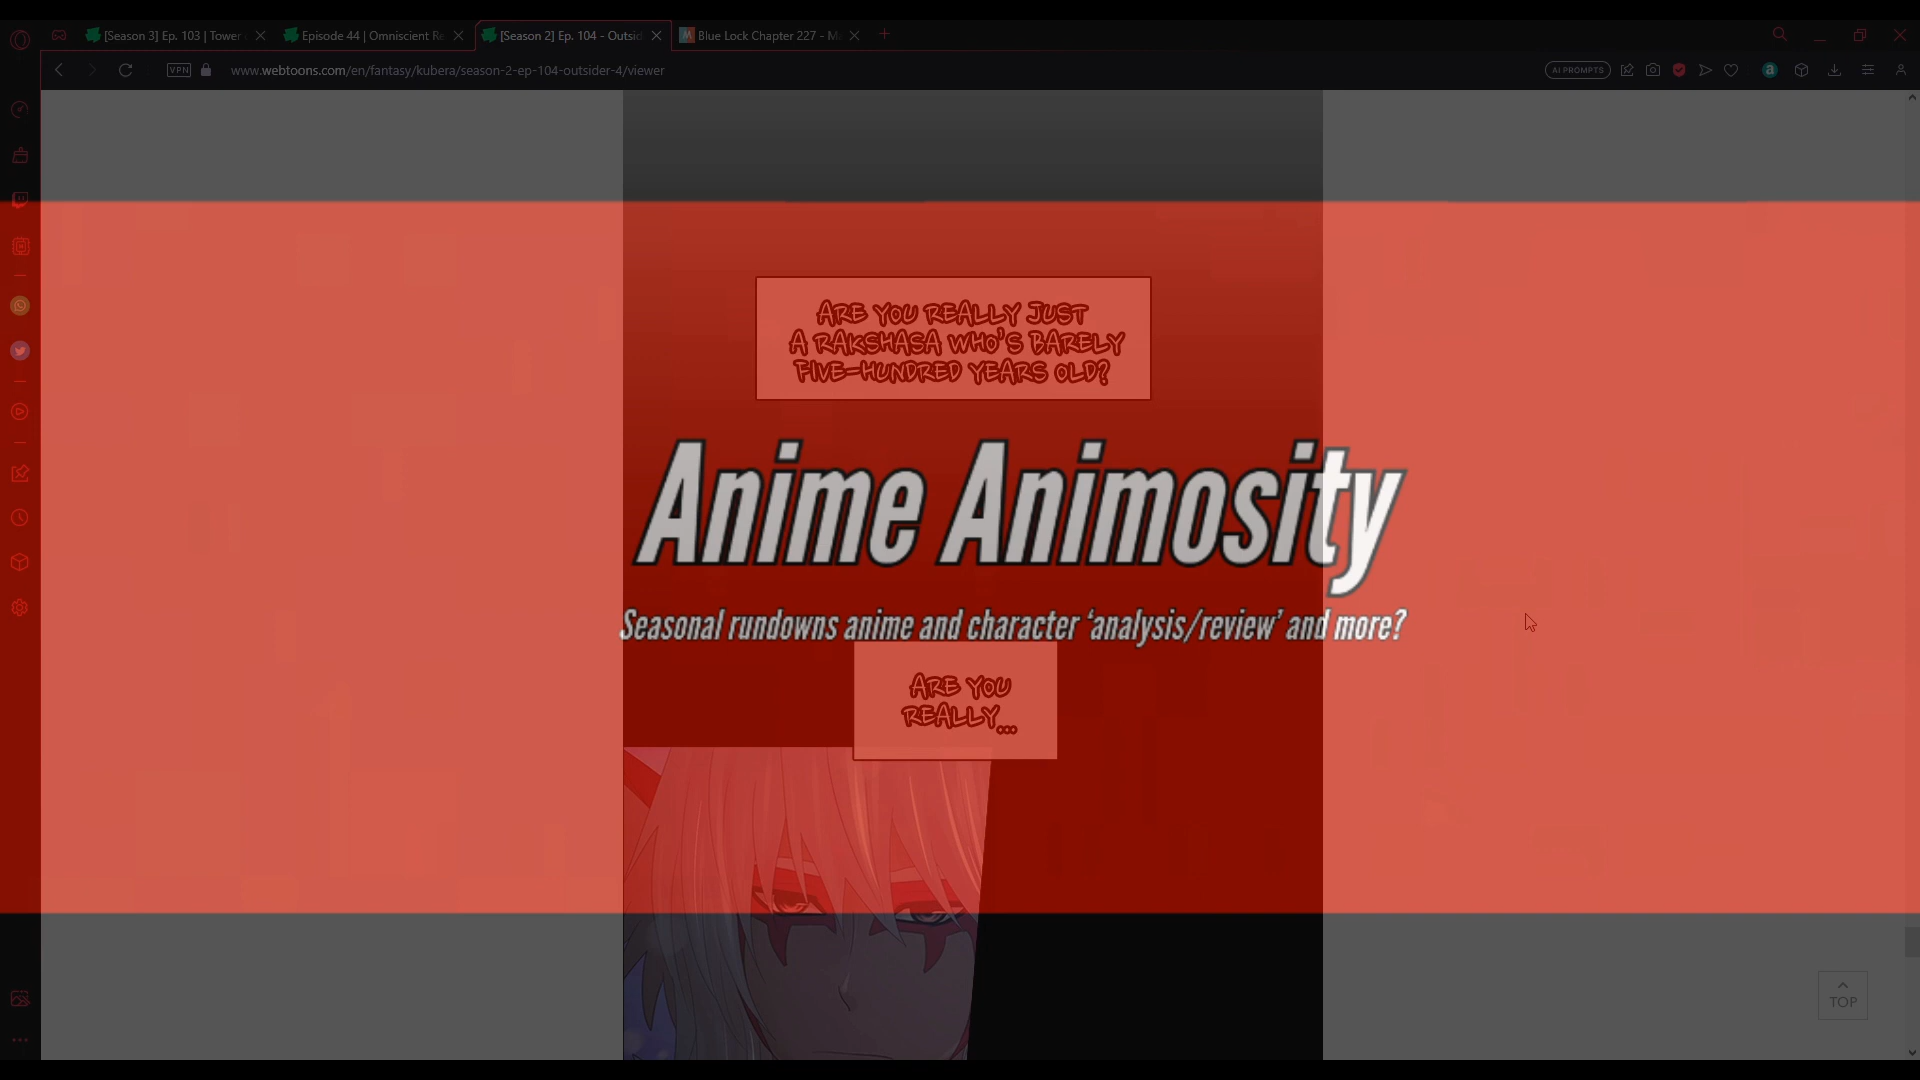 [Season 3] Ep. 103 | Tower
Episode 44 | Omniscient Re
[Season 2] Ep. 104 - Outsid
Blue Lock Chapter 227 - M
VPN
www.webtoons.com/en/fantasy/kubera/season-2-ep-104-outsider-4/viewer
AI PROMPTS
a
ARE YOU REALLY JUST
A RAKSHASA WHO'S BARELY
FIVE-HUNDRED YEARS OLD?
Anime Animosity
Seasonal rundowns anime and character ‘analysis/review’ and more?
ARE YOU
REALLY...
TOP